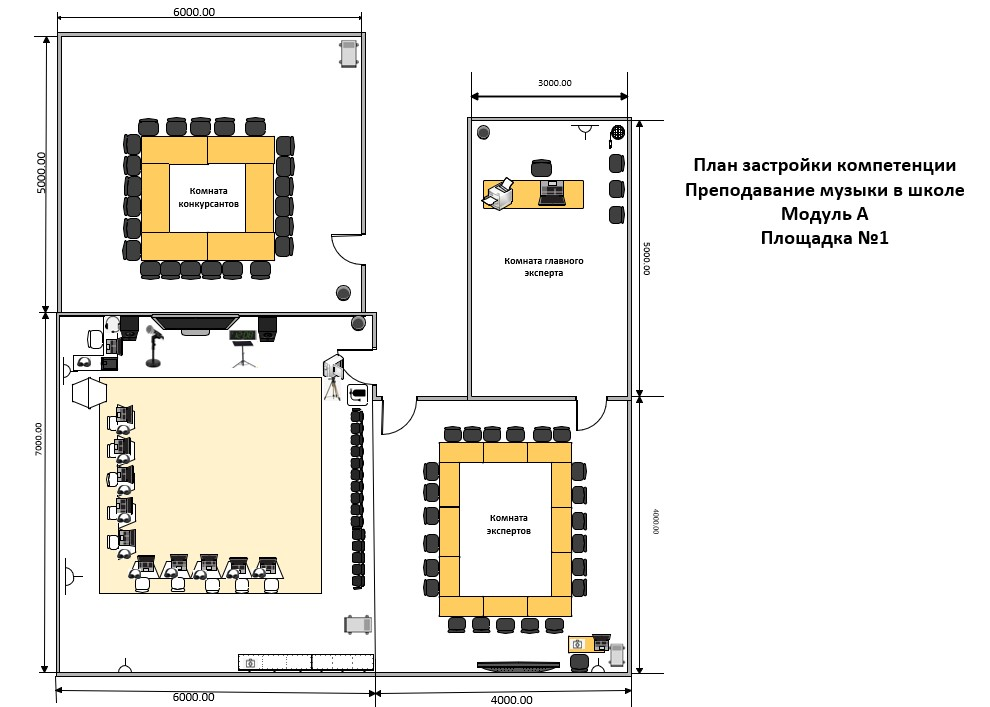 6000.00
3000.00
5000.00
План застройки компетенции
Преподавание музыки в школе
Модуль А
Площадка №1
Комната
конкурсантов
5000.00
Комната главного
эксперта
7000.00
4000.00
Комната
экспертов
6000.00
4000.00